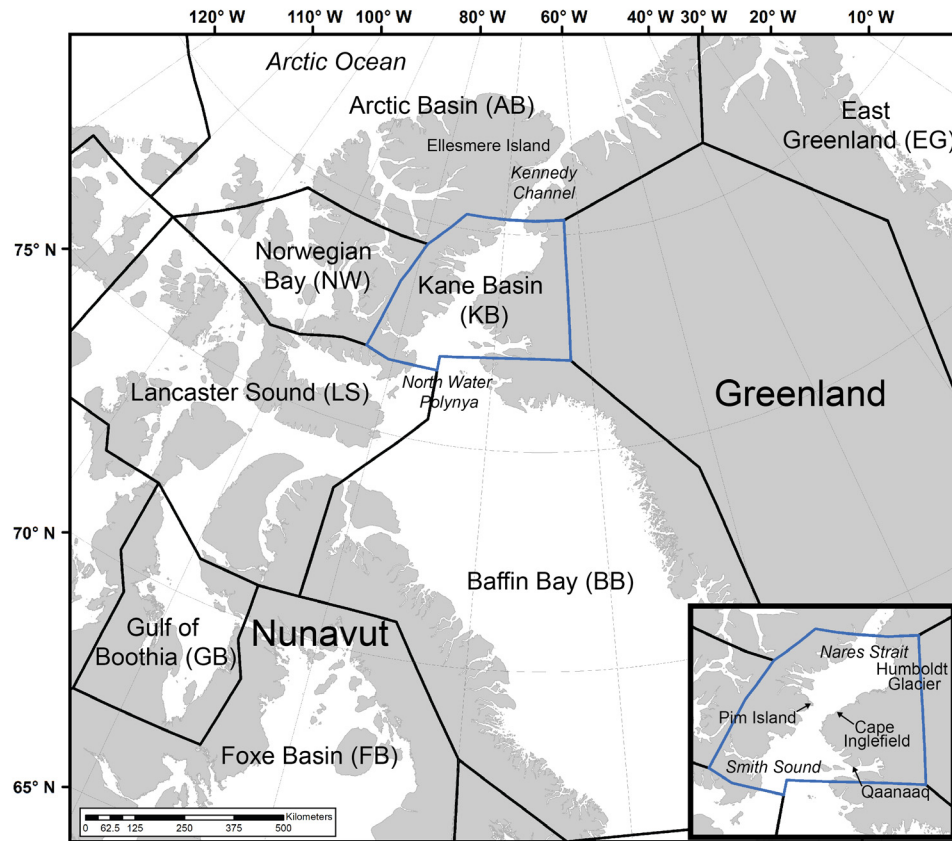 120° W 110° W 100° W 80° W 60° W 40° W 30° W 20° W 10° W
Arctic Ocean
Arctic Basin (AB)
East
Greenland (EG)
Ellesmere Island
Kennedy
Channel
75° N
Norwegian
Bay (NW)
Kane Basin
(KB)
Lancaster Sound (LS)
North Water
Polynya
Greenland
70° N
Baffin Bay (BB)
Gulf of
Boothia (GB)
Nunavut
Foxe Basin (FB)
65° N
Kilometers
0 62.5 125 250 375 500
Nares Strait
Humboldt
Glacier
Pim Island
Cape
Inglefield
Smith Sound
Qaanaaq